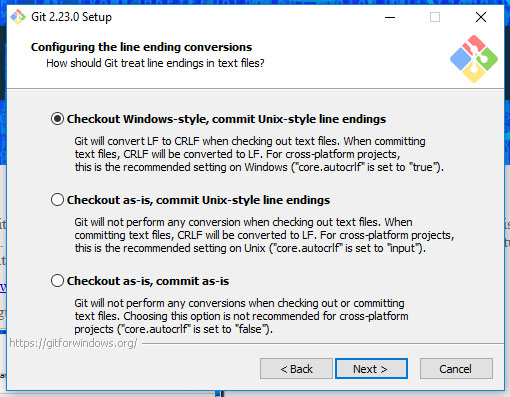 Git 2.23.0 Setup
Configuring the line ending conversions
How should Git treat line endings in text files?
Checkout Windows-style, commit Unix-style line endings
Git will convert LF to CRLF when checking out text files. When committing
text files, CRLF will be converted to LF. For cross-platform projects,
this is the recommended setting on Windows ("core.autocrlf" is set to "true").
Checkout as-is, commit Unix-style line endings
Git will not perform any conversion when checking out text files. When
committing text files, CRLF will be converted to LF. For cross-platform projects,
this is the recommended setting on Unix ("core.autocrlf" is set to "input").
Checkout as-is, commit as-is
Git will not perform any conversions when checking out or committing
text files. Choosing this option is not recommended for cross-platform
projects ("core.autocrlf" is set to "false").
https://gitforwindows.org/
< Back
Next >
Cancel